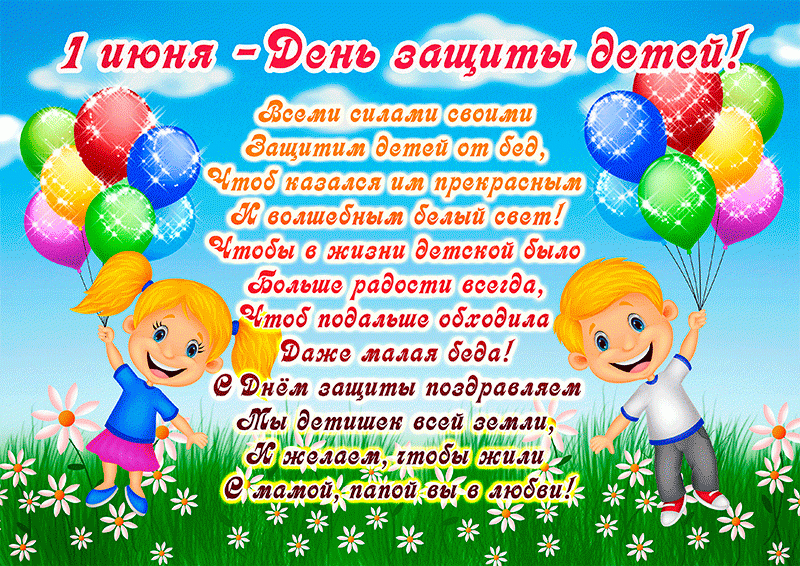 1 июня - День защиты детей!
Всеми силами своими
Защитим детей от бед,
Чтоб казался им прекрасным
И волшебным белый свет!
Чтобы в жизни детской было
Больше радости всегда,
Чтоб подальше обходила
Даже малая беда!
С Днём защиты поздравляем
Мы детишек всей земли,
И желаем, чтобы жили
С мамой, папой вы в любви!